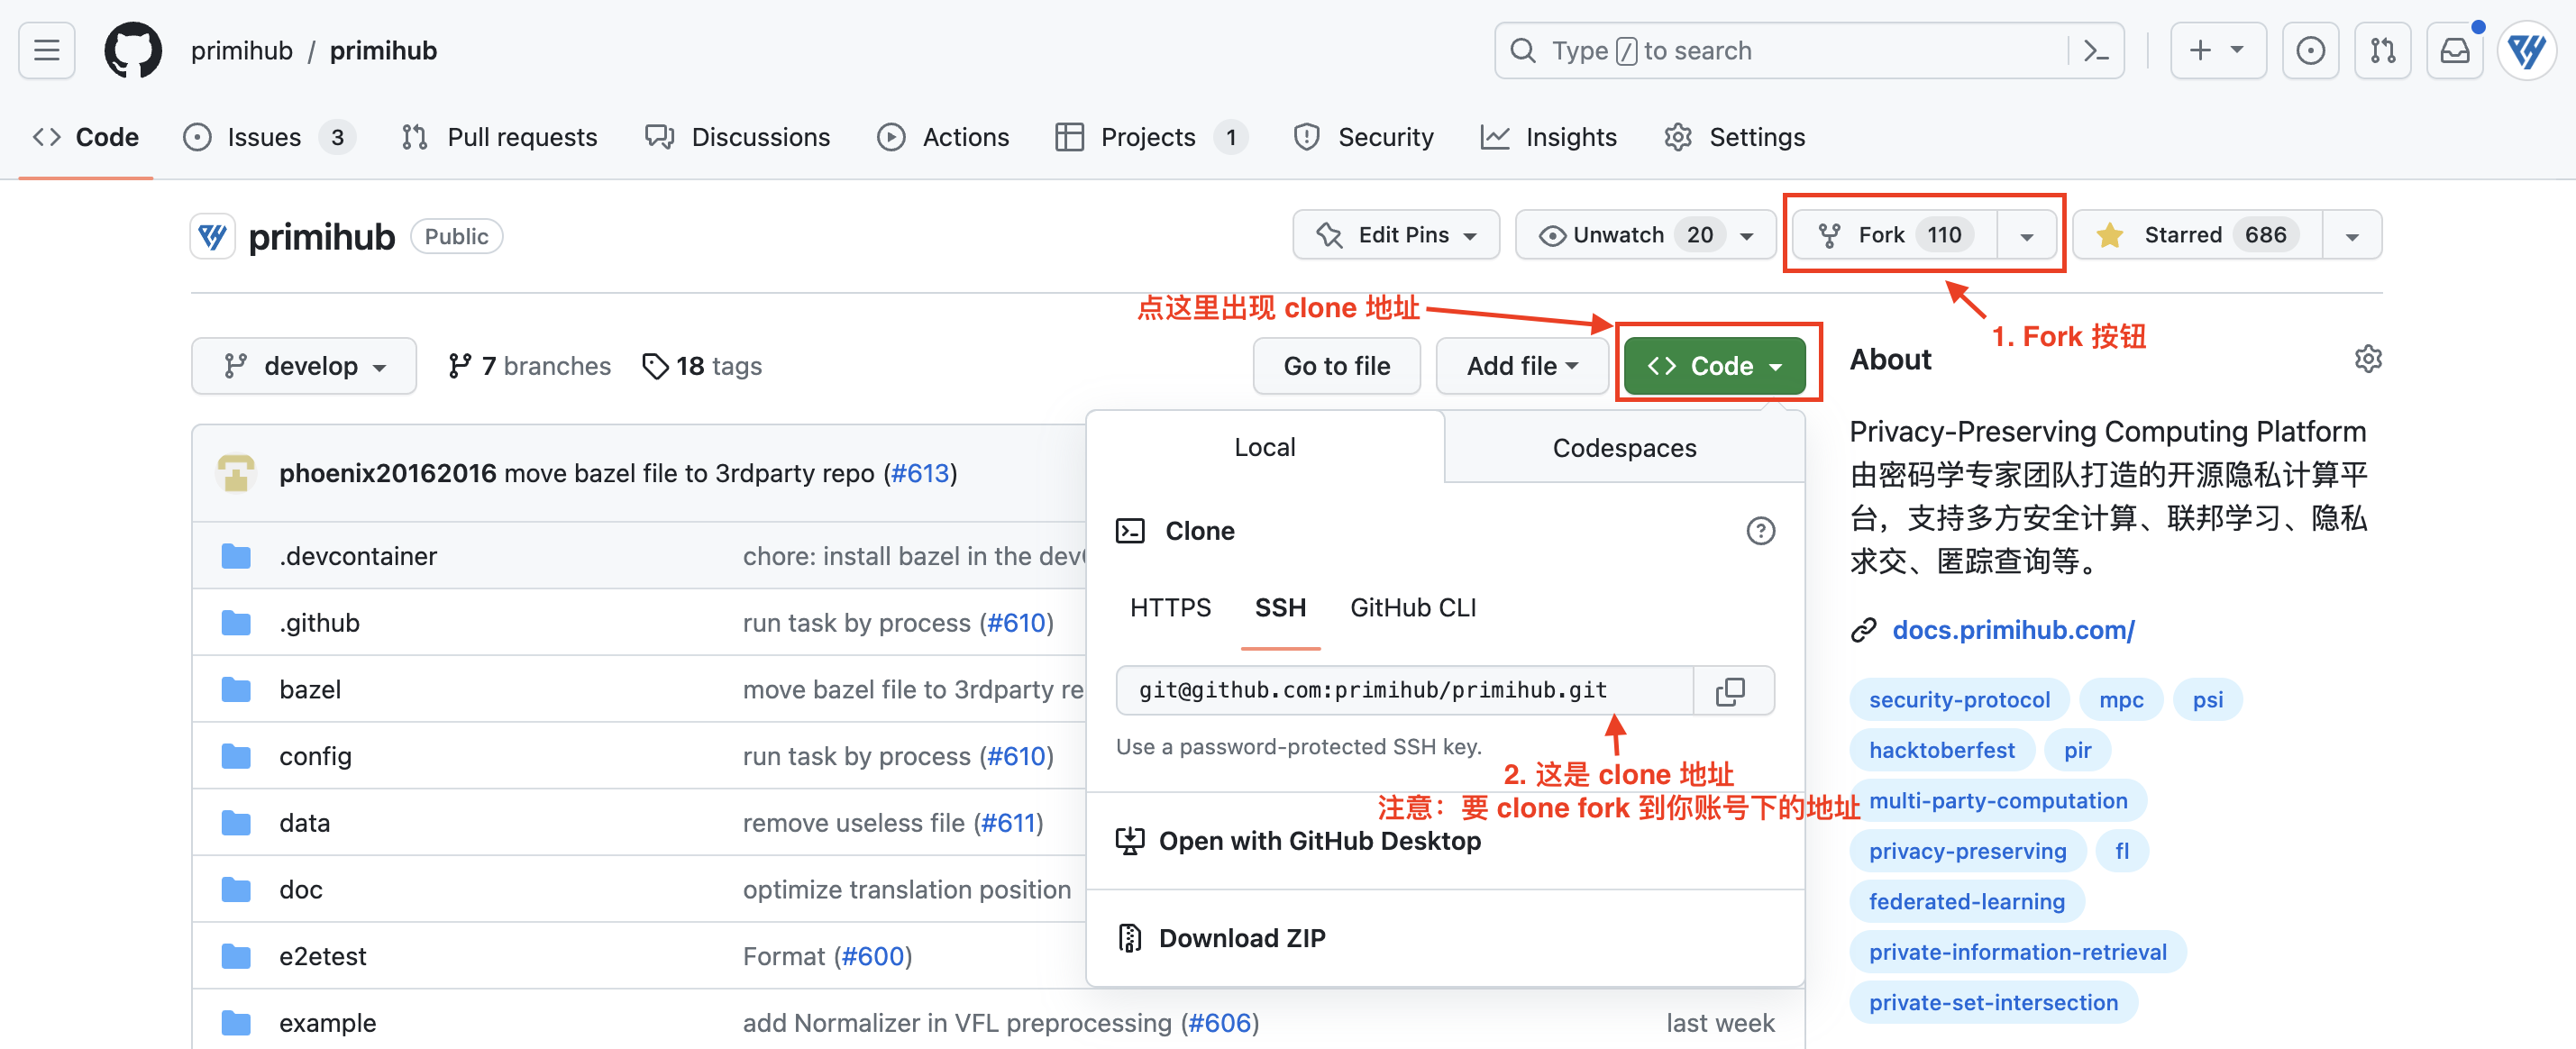 primihub / primihub
Type / to search
Code
Issues 3
Pull requests
Discussions
Actions
Projects 1
Security
Insights
Settings
primihub Public
Edit Pins
Unwatch 20
Fork 110
Starred 686
点这里出现 clone 地址
1. Fork 按钮
develop
7 branches
18 tags
Go to file
Add file
Code
About
Local
Codespaces
phoenix20162016 move bazel file to 3rdparty repo (#613)
Clone
HTTPS
SSH
GitHub CLI
git@github.com:primihub/primihub.git
Use a password-protected SSH key.
2. 这是 clone 地址
注意：要 clone fork 到你账号下的地址
Open with GitHub Desktop
Download ZIP
.devcontainer chore: install bazel in the dev
.github run task by process (#610)
bazel move bazel file to 3rdparty re
config run task by process (#610)
data remove useless file (#611)
doc optimize translation position
e2etest Format (#600)
example add Normalizer in VFL preprocessing (#606) last week
Privacy-Preserving Computing Platform
由密码学专家团队打造的开源隐私计算平
台，支持多方安全计算、联邦学习、隐私
求交、匿踪查询等。
docs.primihub.com/
security-protocol mpc psi
hacktoberfest pir
multi-party-computation
privacy-preserving fl
federated-learning
private-information-retrieval
private-set-intersection